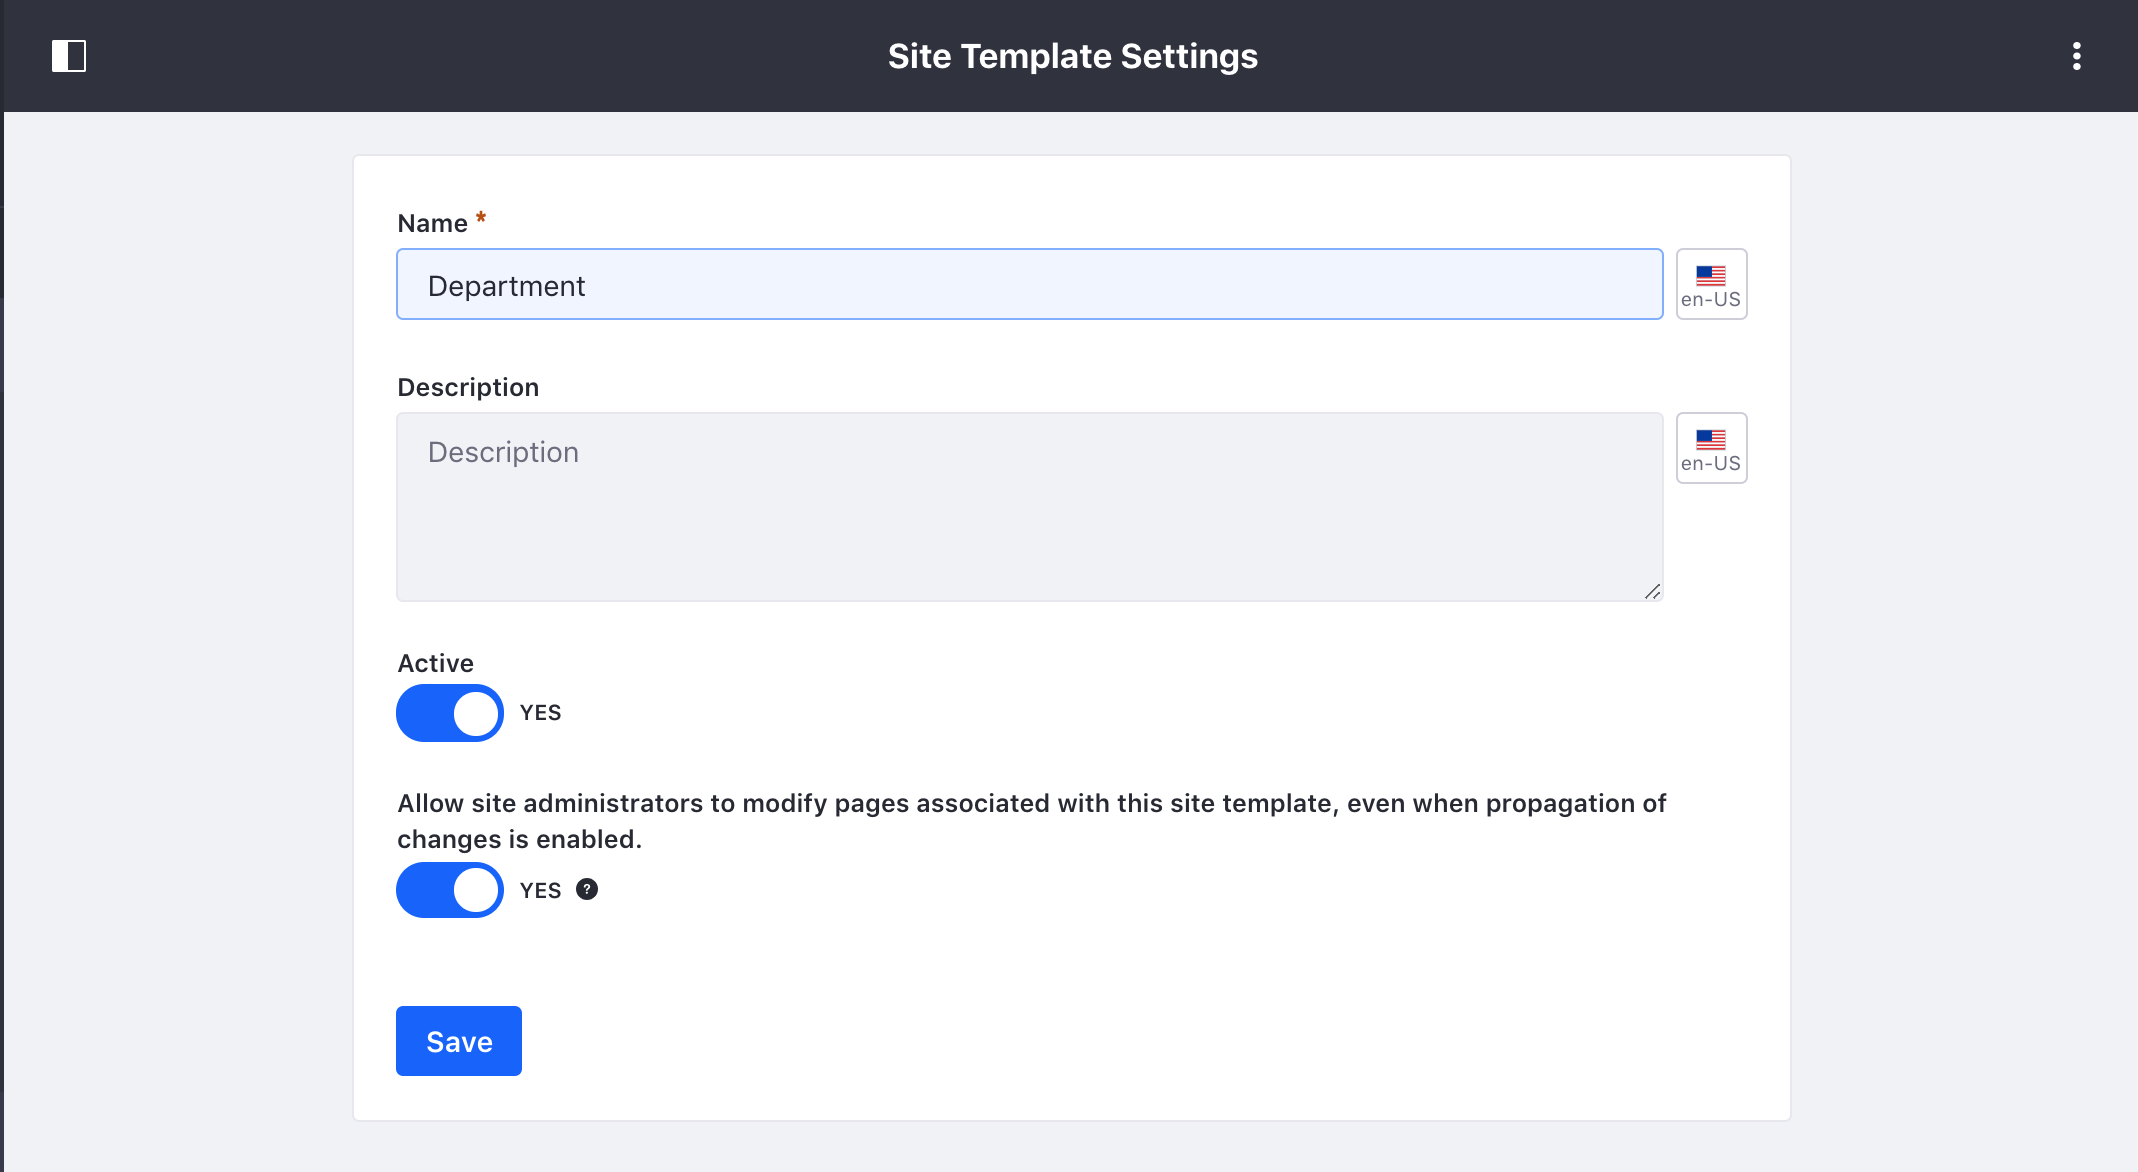 Site Template Settings
Name *
Department
en-US
Description
Description
en-US
Active
YES
Allow site administrators to modify pages associated with this site template, even when propagation of
changes is enabled.
YES ?
Save